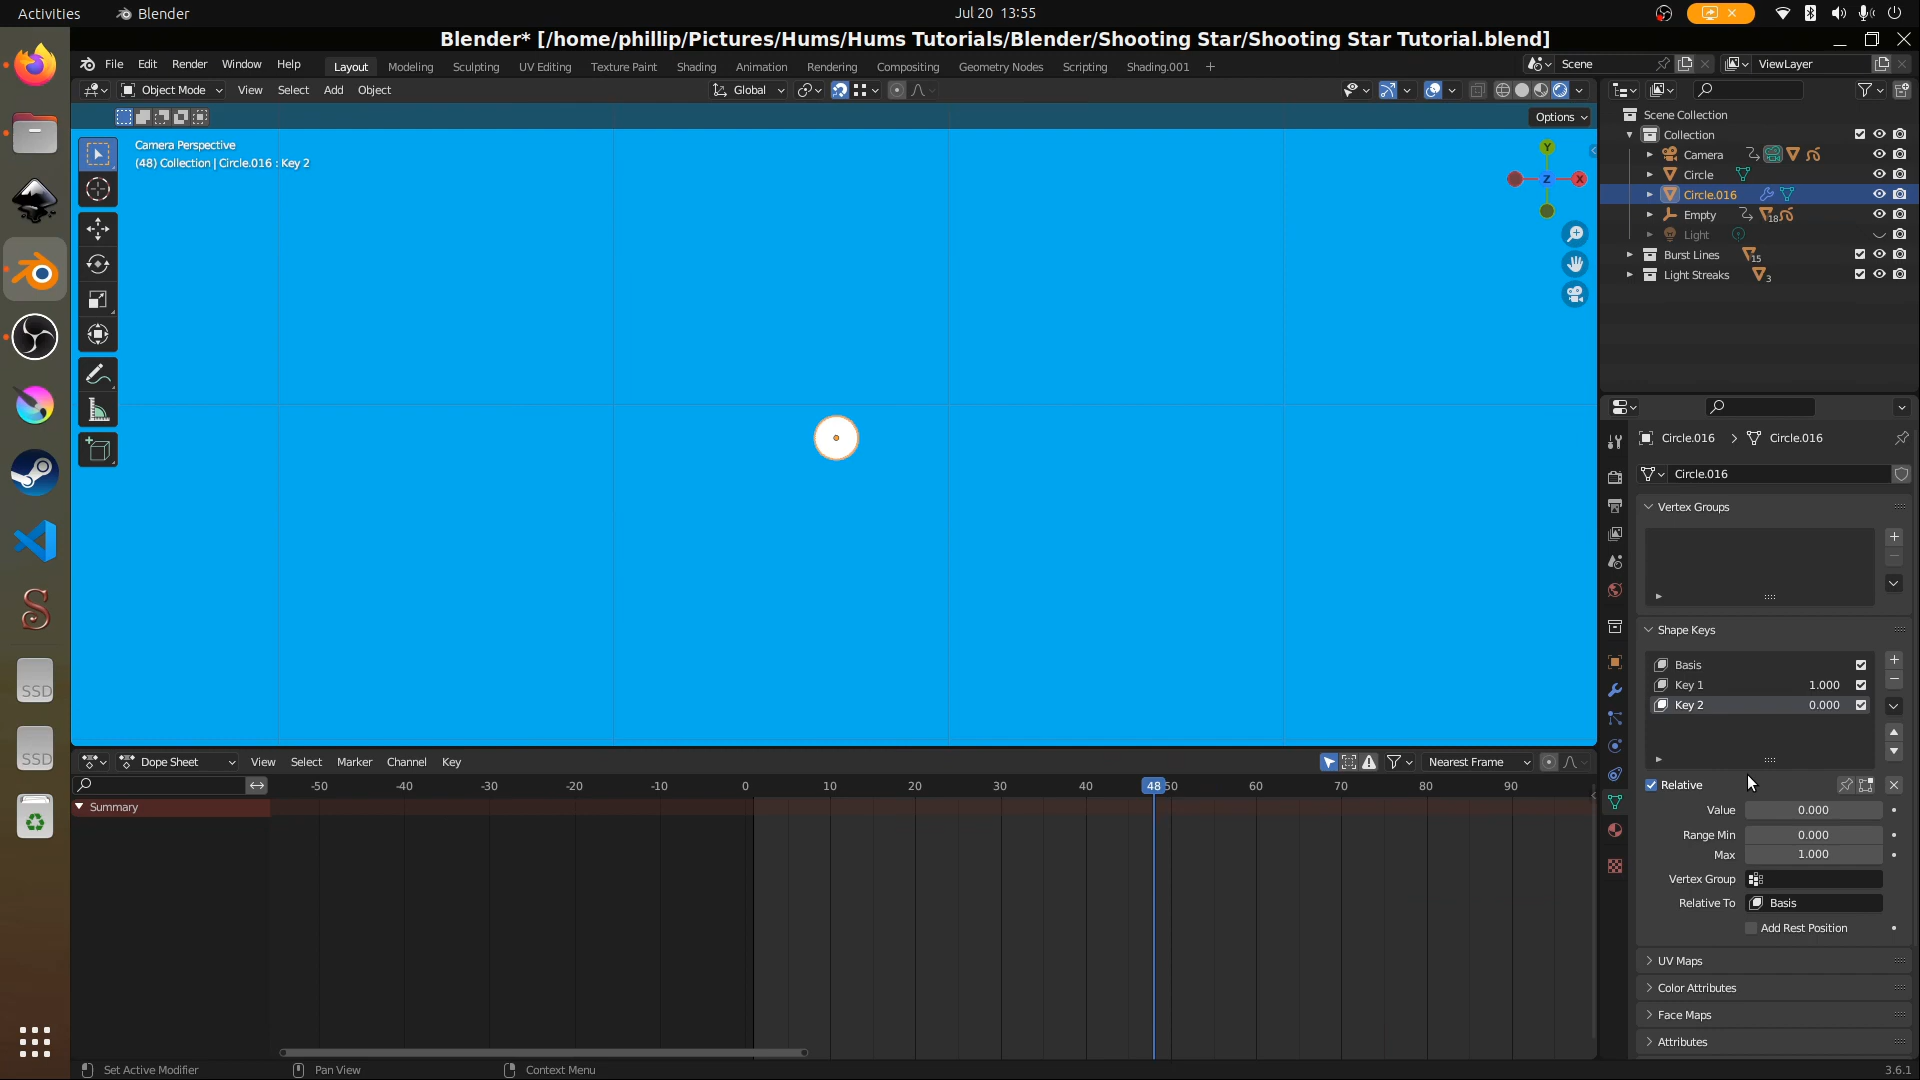 Activities Blender Jul 20 13:55
Blender* [/home/phillip/Pictures/Hums/Hums Tutorials/Blender/Shooting Star/Shooting Star Tutorial.blend]
File Edit Render Window Help Layout Modeling Sculpting UV Editing Texture Paint Shading Animation Rendering Compositing Geometry Nodes Scripting Shading.001 + Scene ViewLayer
Object Mode View Select Add Object Global
Options
Scene Collection
Collection
Camera
Circle
Circle.016
Empty 18
Light
Burst Lines 15
Light Streaks 3
Camera Perspective
(48) Collection | Circle.016 : Key 2
Y
Z X
Circle.016 > Circle.016
Circle.016
Vertex Groups
Shape Keys
Basis
Key 1 1.000
Key 2 0.000
Relative
Value 0.000
Range Min 0.000
Max 1.000
Vertex Group
Relative To Basis
Add Rest Position
UV Maps
Color Attributes
Face Maps
Attributes
Dope Sheet View Select Marker Channel Key Nearest Frame
-50 -40 -30 -20 -10 0 10 20 30 40 48 50 60 70 80 90
Summary
SSD
SSD
Set Active Modifier Pan View Context Menu 3.6.1